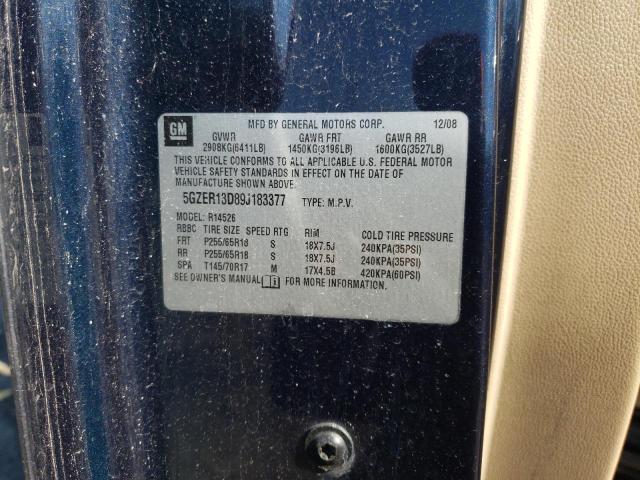 GM MFD BY GENERAL MOTORS CORP. 12/08
GVWR GAWR FRT GAWR RR
2908KG(6411LB) 1450KG(3196LB) 1600KG(3527LB)
THIS VEHICLE CONFORMS TO ALL APPLICABLE U.S. FEDERAL MOTOR
VEHICLE SAFETY STANDARDS IN EFFECT ON THE DATE OF
MANUFACTURE SHOWN ABOVE.
5GZER13D89J183377 TYPE: M.P.V.
MODEL: R14526
RBBC TIRE SIZE SPEED RTG RIM COLD TIRE PRESSURE
FRT P255/65R18 S 18X7.5J 240KPA(35PSI)
RR P255/65R18 S 18X7.5J 240KPA(35PSI)
SPA T145/70R17 M 17X4.5B 420KPA(60PSI)
SEE OWNER'S MANUAL FOR MORE INFORMATION.